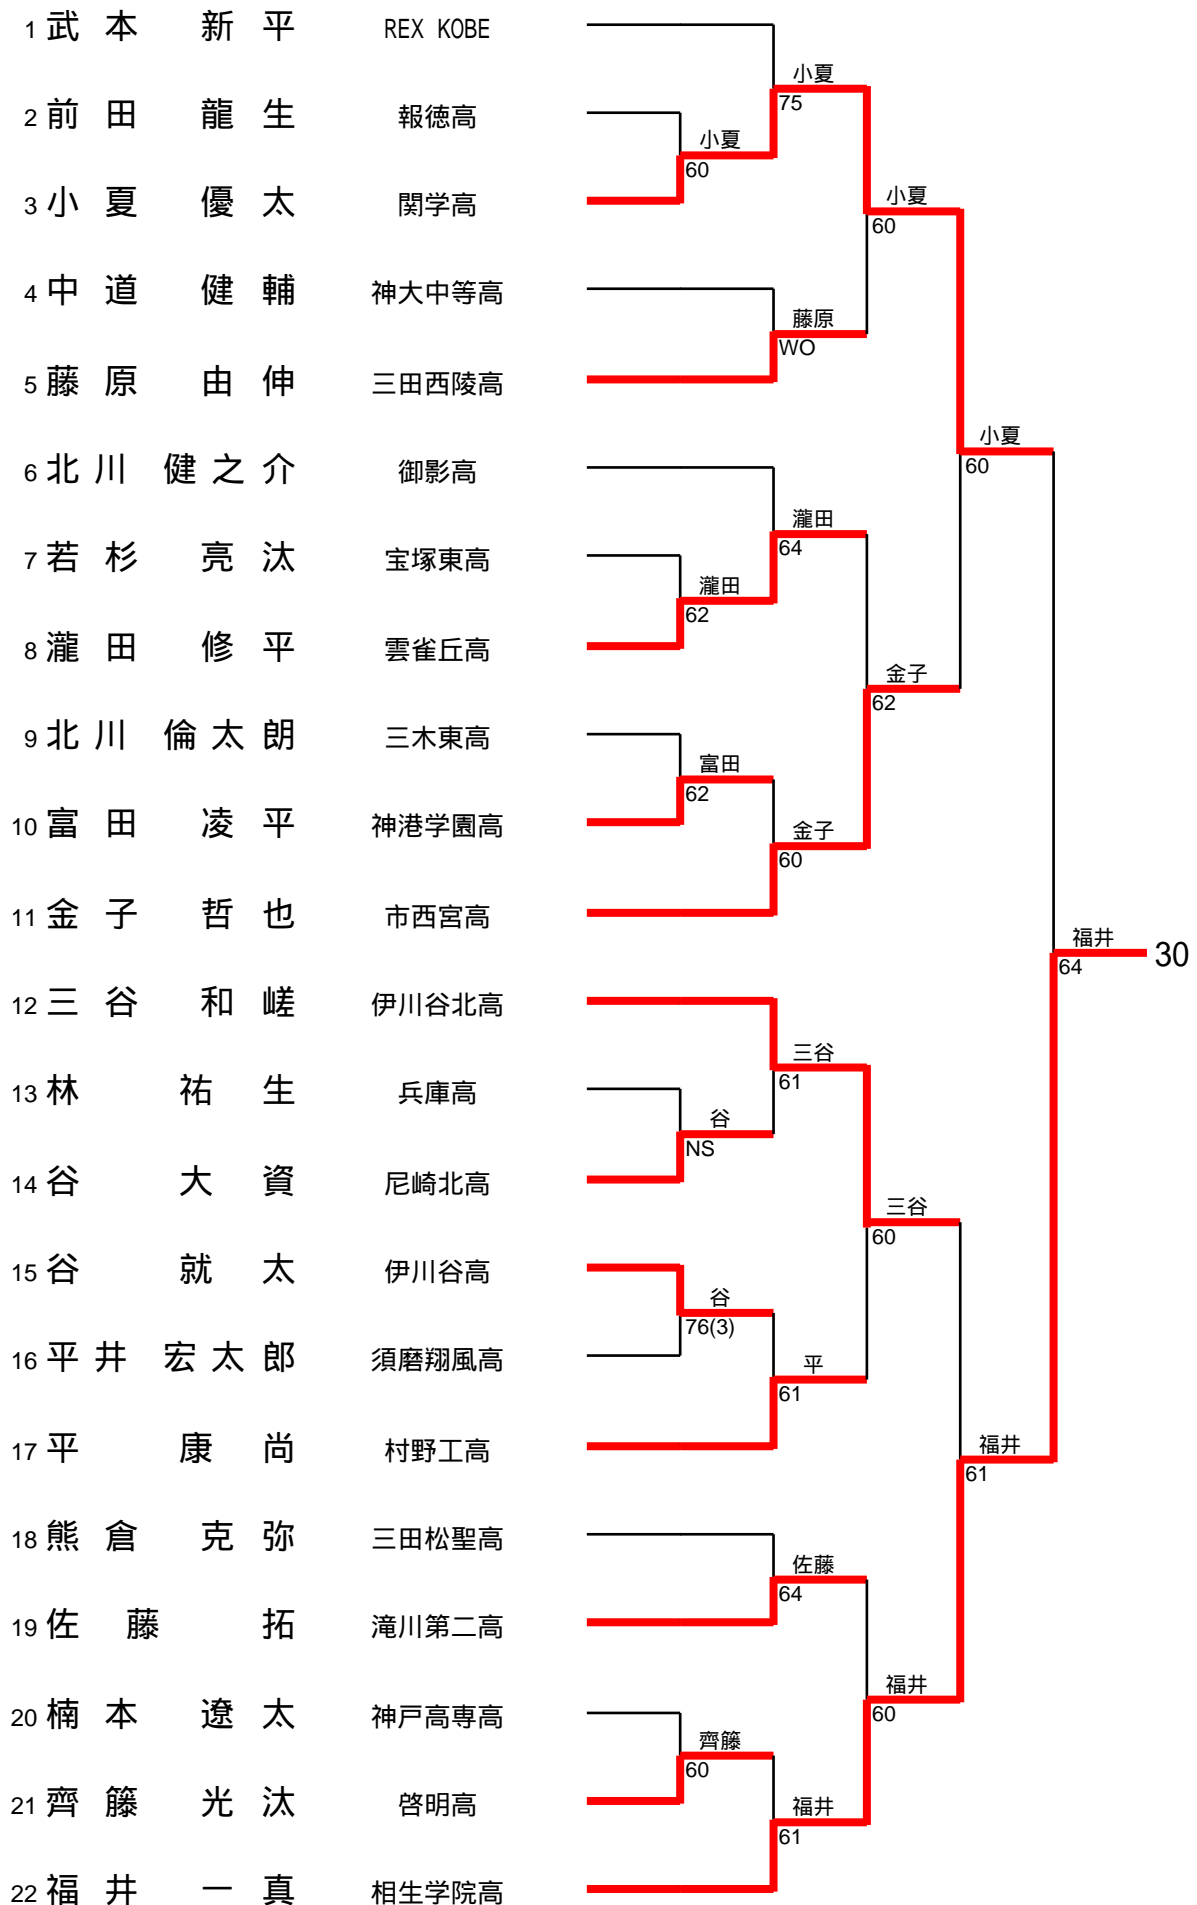 1 武本 新平 REX KOBE
小夏
75
2 前田 龍生 報徳高
小夏
60
3 小夏 優太 関学高
小夏
60
4 中道 健輔 神大中等高
藤原
WO
5 藤原 由伸 三田西陵高
小夏
60
6 北川 健之介 御影高
瀧田
64
7 若杉 亮汰 宝塚東高
瀧田
62
8 瀧田 修平 雲雀丘高
金子
62
9 北川 倫太朗 三木東高
富田
62
10 富田 凌平 神港学園高
金子
60
11 金子 哲也 市西宮高
福井
64
30
12 三谷 和嵯 伊川谷北高
三谷
61
13 林 祐生 兵庫高
谷
NS
14 谷 大資 尼崎北高
三谷
60
15 谷 就太 伊川谷高
谷
76(3)
16 平井 宏太郎 須磨翔風高
平
61
17 平 康尚 村野工高
福井
61
18 熊倉 克弥 三田松聖高
佐藤
64
19 佐藤 拓 滝川第二高
福井
60
20 楠本 遼太 神戸高専高
齊籐
60
21 齊籐 光汰 啓明高
福井
61
22 福井 一真 相生学院高